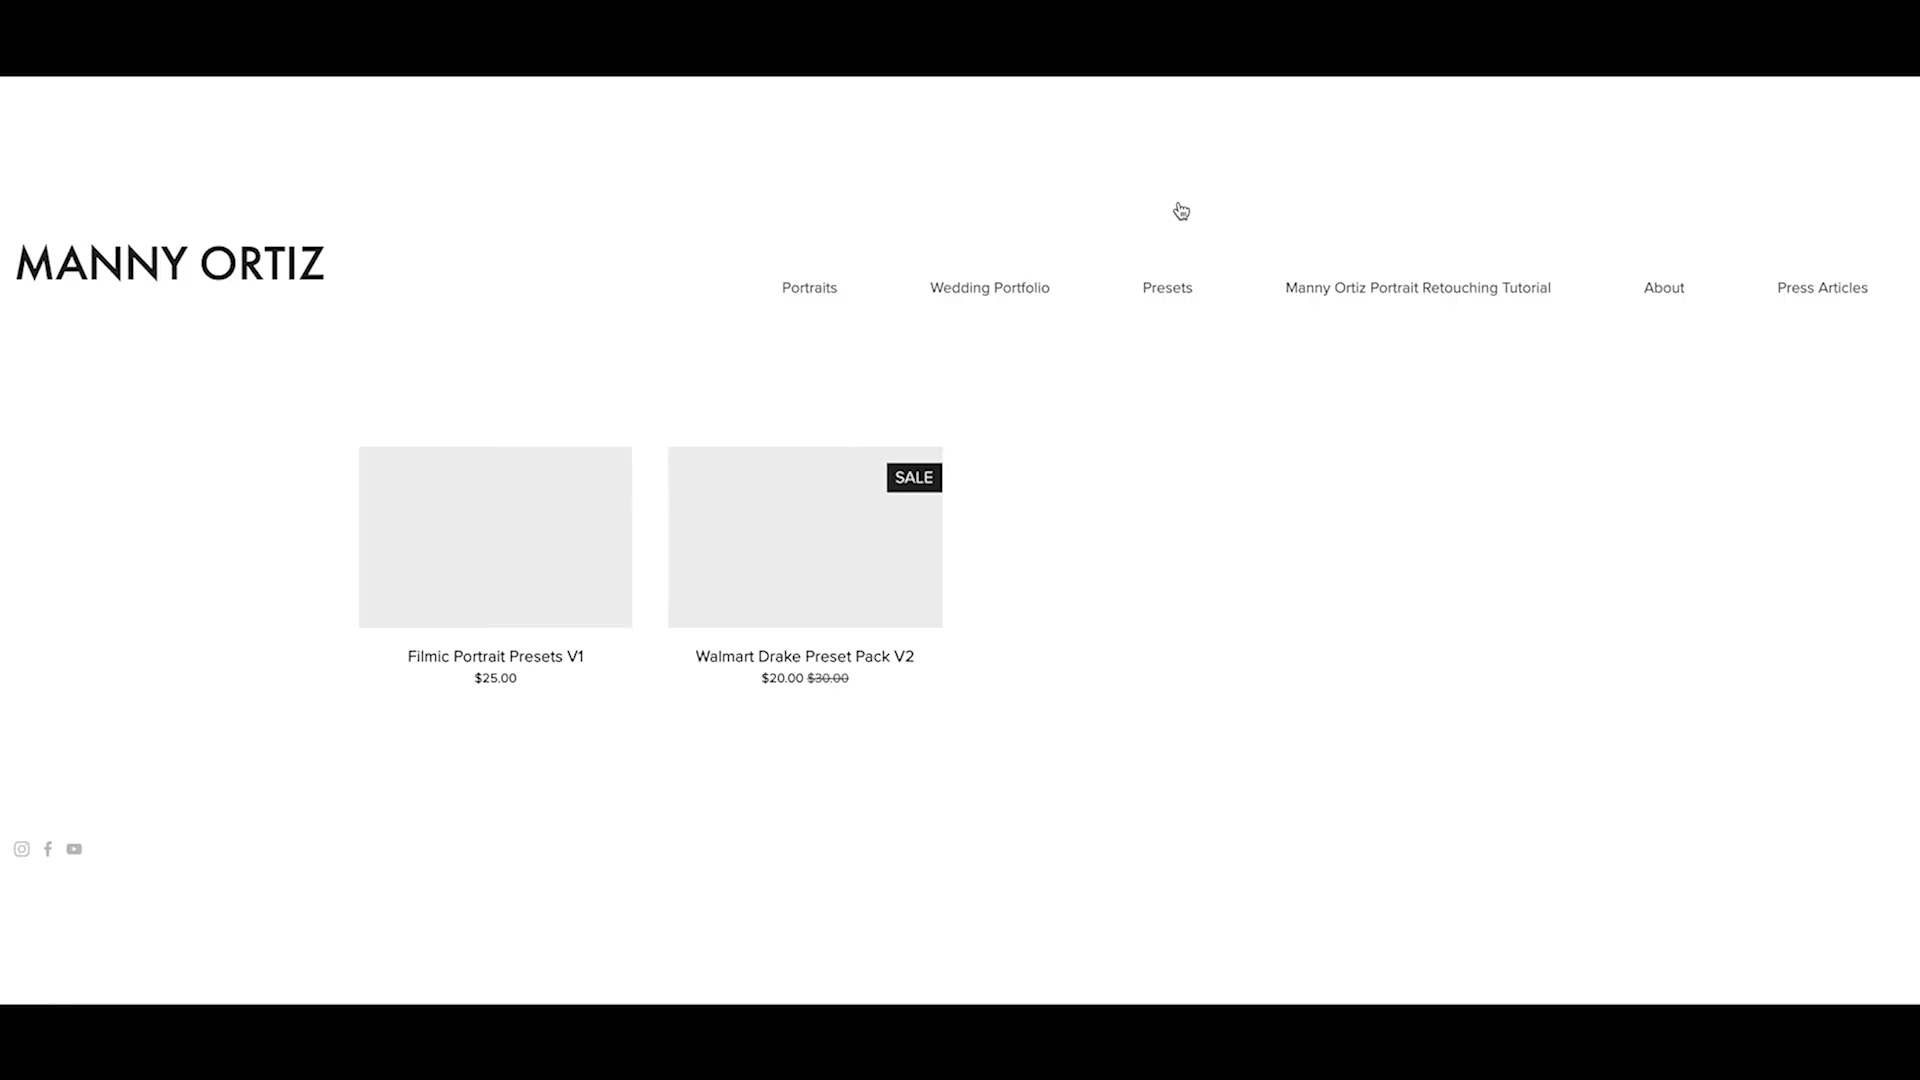 MANNY ORTIZ
Portraits Wedding Portfolio Presets Manny Ortiz Portrait Retouching Tutorial About Press Articles
SALE
Filmic Portrait Presets V1
$25.00
Walmart Drake Preset Pack V2
$20.00 $30.00